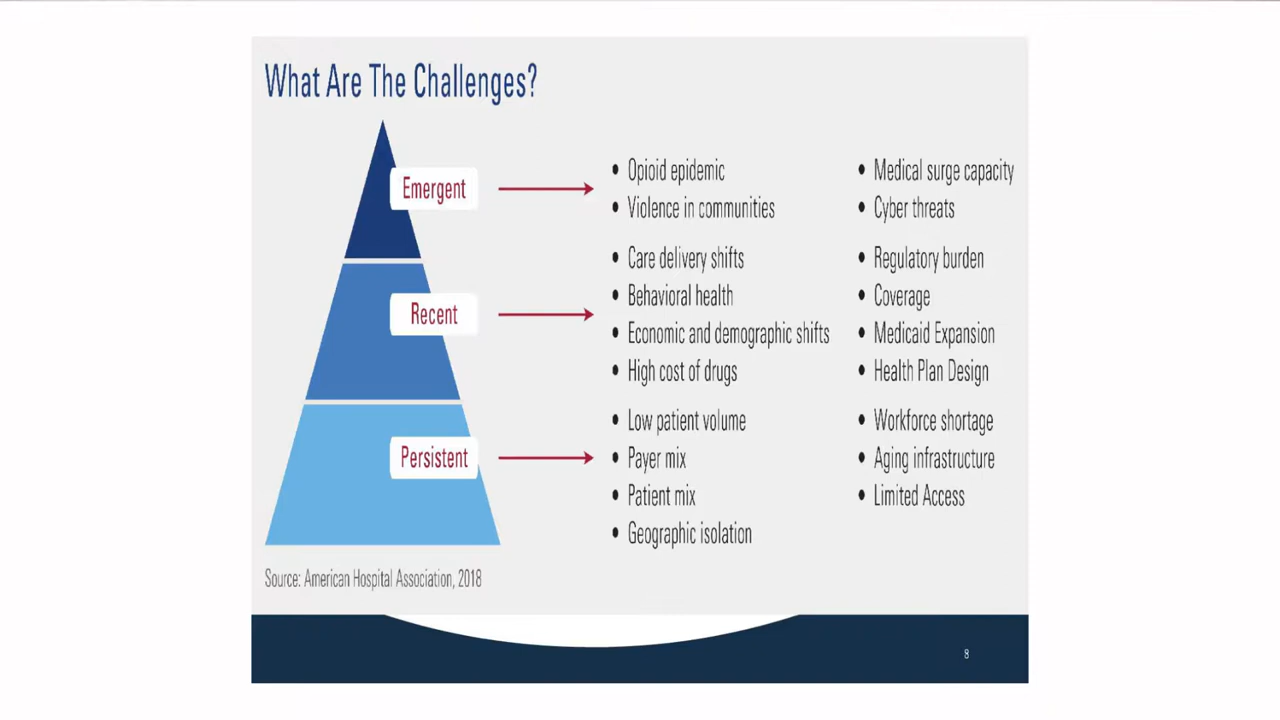 What Are The Challenges?
Emergent
• Opioid epidemic
• Violence in communities
• Medical surge capacity
• Cyber threats
Recent
• Care delivery shifts
• Behavioral health
• Economic and demographic shifts
• High cost of drugs
• Regulatory burden
• Coverage
• Medicaid Expansion
• Health Plan Design
Persistent
• Low patient volume
• Payer mix
• Patient mix
• Geographic isolation
• Workforce shortage
• Aging infrastructure
• Limited Access
Source: American Hospital Association, 2018
8